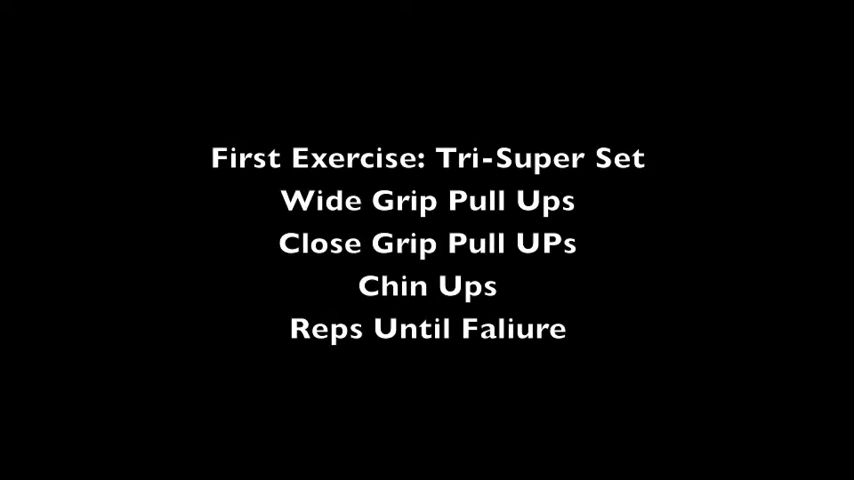 First Exercise: Tri-Super Set
Wide Grip Pull Ups
Close Grip Pull UPs
Chin Ups
Reps Until Faliure